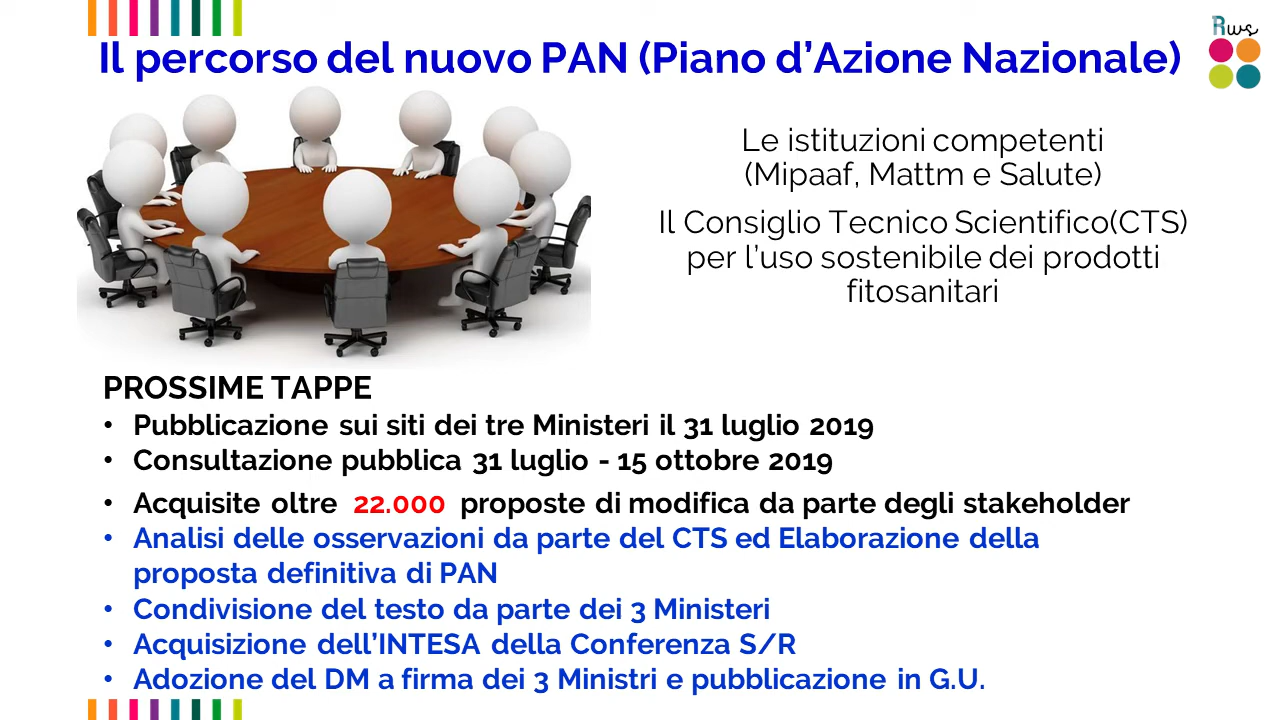 Rws
Il percorso del nuovo PAN (Piano d’Azione Nazionale)
Le istituzioni competenti
(Mipaaf, Mattm e Salute)
Il Consiglio Tecnico Scientifico(CTS)
per l’uso sostenibile dei prodotti
fitosanitari
PROSSIME TAPPE
• Pubblicazione sui siti dei tre Ministeri il 31 luglio 2019
• Consultazione pubblica 31 luglio - 15 ottobre 2019
• Acquisite oltre 22.000 proposte di modifica da parte degli stakeholder
• Analisi delle osservazioni da parte del CTS ed Elaborazione della
proposta definitiva di PAN
• Condivisione del testo da parte dei 3 Ministeri
• Acquisizione dell’INTESA della Conferenza S/R
• Adozione del DM a firma dei 3 Ministri e pubblicazione in G.U.